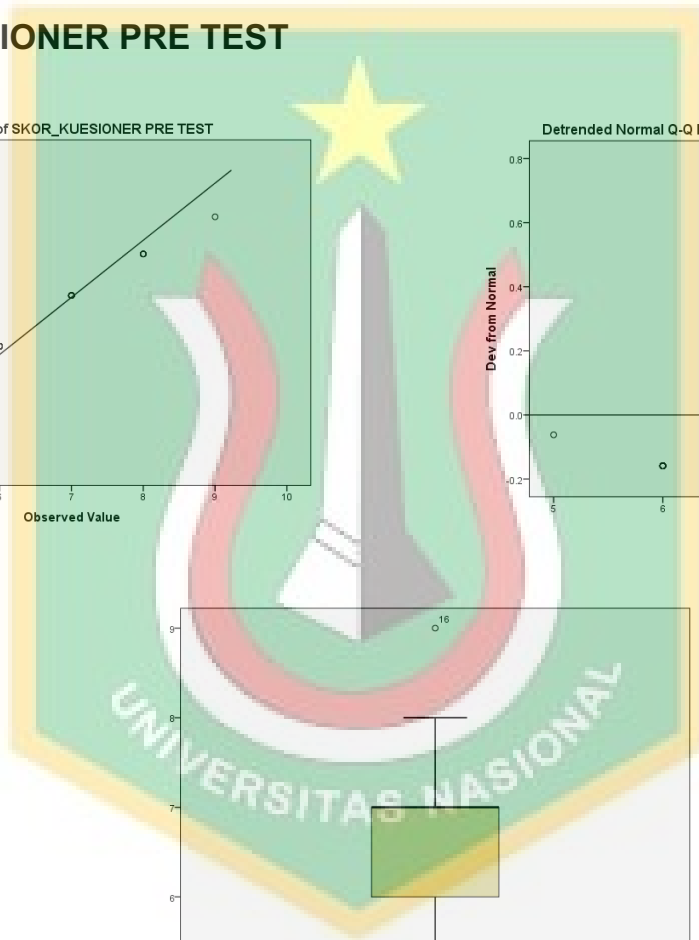 IONER PRE TEST
of SKOR_KUESIONER PRE TEST
7
8
9
10
Observed Value
Detrended Normal Q-Q
0.8
0.6
0.4
0.2
0.0
-0.2
Dev from Normal
5
6
16
9
8
7
6
UNIVERSITAS NASIONAL